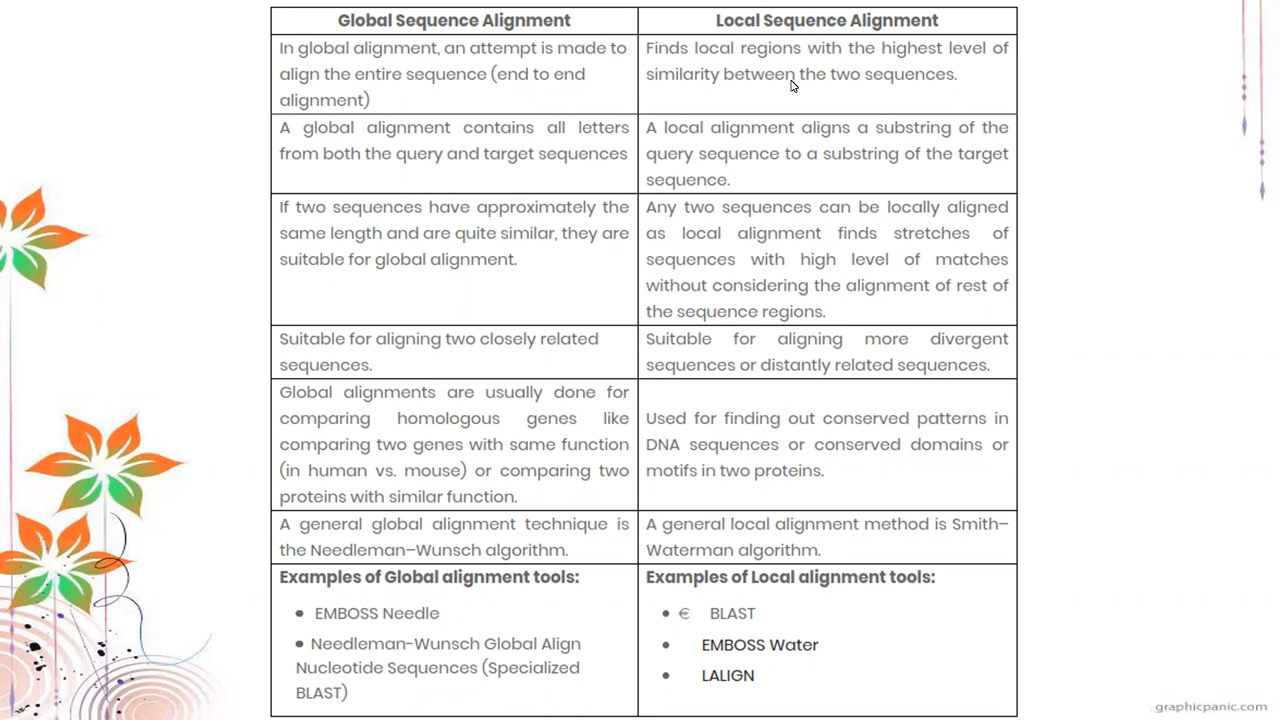 Global Sequence Alignment
Local Sequence Alignment
In global alignment, an attempt is made to
align the entire sequence (end to end
alignment)
Finds local regions with the highest level of
similarity between the two sequences.
A global alignment contains all letters
from both the query and target sequences
A local alignment aligns a substring of the
query sequence to a substring of the target
sequence.
If two sequences have approximately the
same length and are quite similar, they are
suitable for global alignment.
Any two sequences can be locally aligned
as local alignment finds stretches of
sequences with high level of matches
without considering the alignment of rest of
the sequence regions.
Suitable for aligning two closely related
sequences.
Suitable for aligning more divergent
sequences or distantly related sequences.
Global alignments are usually done for
comparing homologous genes like
comparing two genes with same function
(in human vs. mouse) or comparing two
proteins with similar function.
Used for finding out conserved patterns in
DNA sequences or conserved domains or
motifs in two proteins.
A general global alignment technique is
the Needleman–Wunsch algorithm.
A general local alignment method is Smith–
Waterman algorithm.
Examples of Global alignment tools:
• EMBOSS Needle
• Needleman-Wunsch Global Align
Nucleotide Sequences (Specialized
BLAST)
Examples of Local alignment tools:
• € BLAST
• EMBOSS Water
• LALIGN
graphicpanic.com